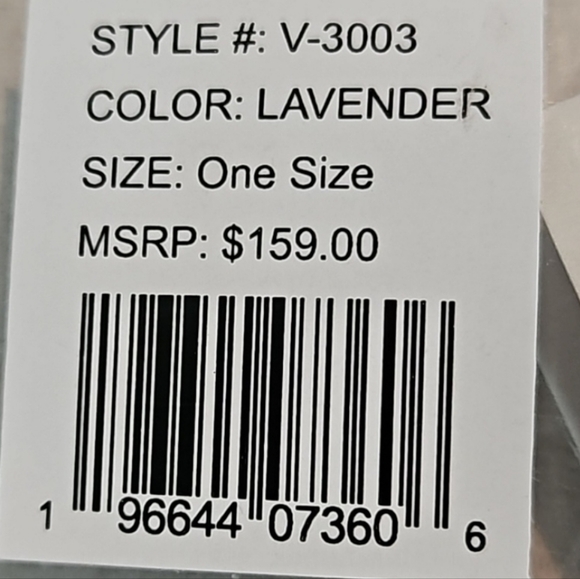 STYLE #: V-3003
COLOR: LAVENDER
SIZE: One Size
MSRP: $159.00
1 96644 07360 6